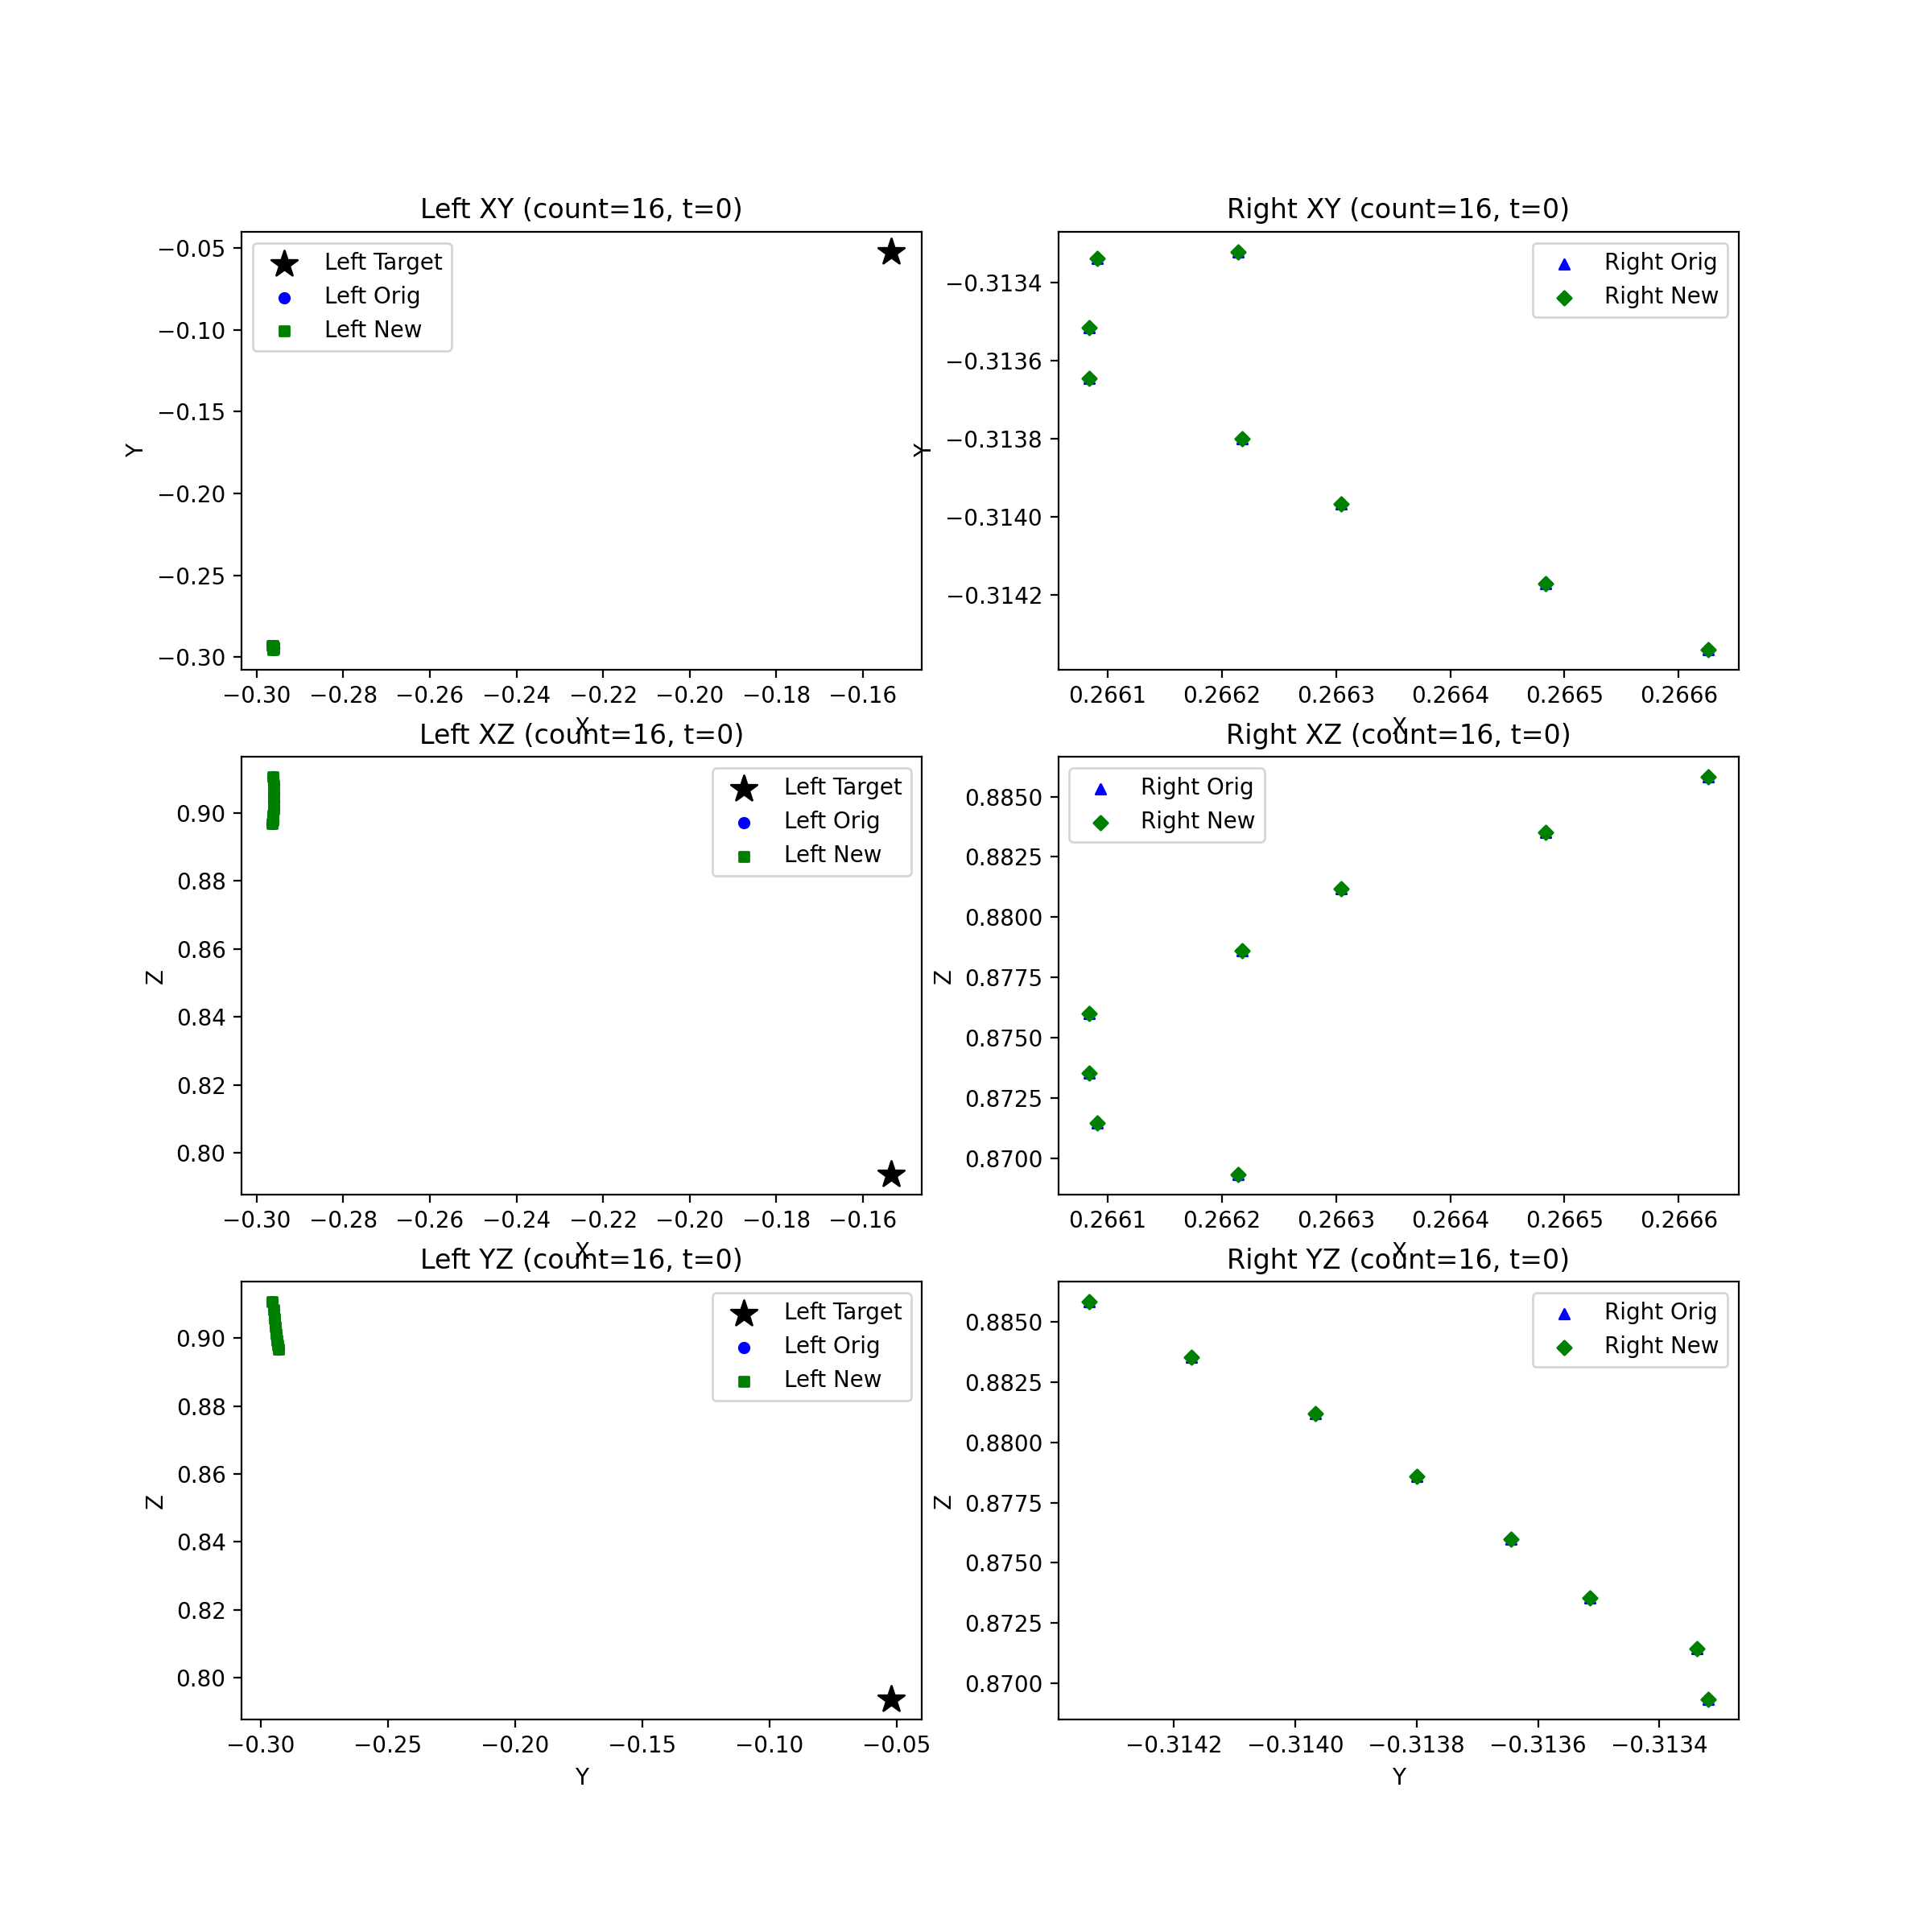 Left XY (count=16, t=0)
−0.05
−0.10
−0.15
−0.20
−0.25
−0.30
Y
Left Target
Left Orig
Left New
−0.30 −0.28 −0.26 −0.24 −0.22 −0.20 −0.18 −0.16
X
Right XY (count=16, t=0)
−0.3134
−0.3136
−0.3138
−0.3140
−0.3142
Y
Right Orig
Right New
0.2661 0.2662 0.2663 0.2664 0.2665 0.2666
X
Left XZ (count=16, t=0)
0.90
0.88
0.86
0.84
0.82
0.80
Z
Left Target
Left Orig
Left New
−0.30 −0.28 −0.26 −0.24 −0.22 −0.20 −0.18 −0.16
X
Right XZ (count=16, t=0)
0.8850
0.8825
0.8800
0.8775
0.8750
0.8725
0.8700
Z
Right Orig
Right New
0.2661 0.2662 0.2663 0.2664 0.2665 0.2666
X
Left YZ (count=16, t=0)
0.90
0.88
0.86
0.84
0.82
0.80
Z
Left Target
Left Orig
Left New
−0.30 −0.25 −0.20 −0.15 −0.10 −0.05
Y
Right YZ (count=16, t=0)
0.8850
0.8825
0.8800
0.8775
0.8750
0.8725
0.8700
Z
Right Orig
Right New
−0.3142 −0.3140 −0.3138 −0.3136 −0.3134
Y